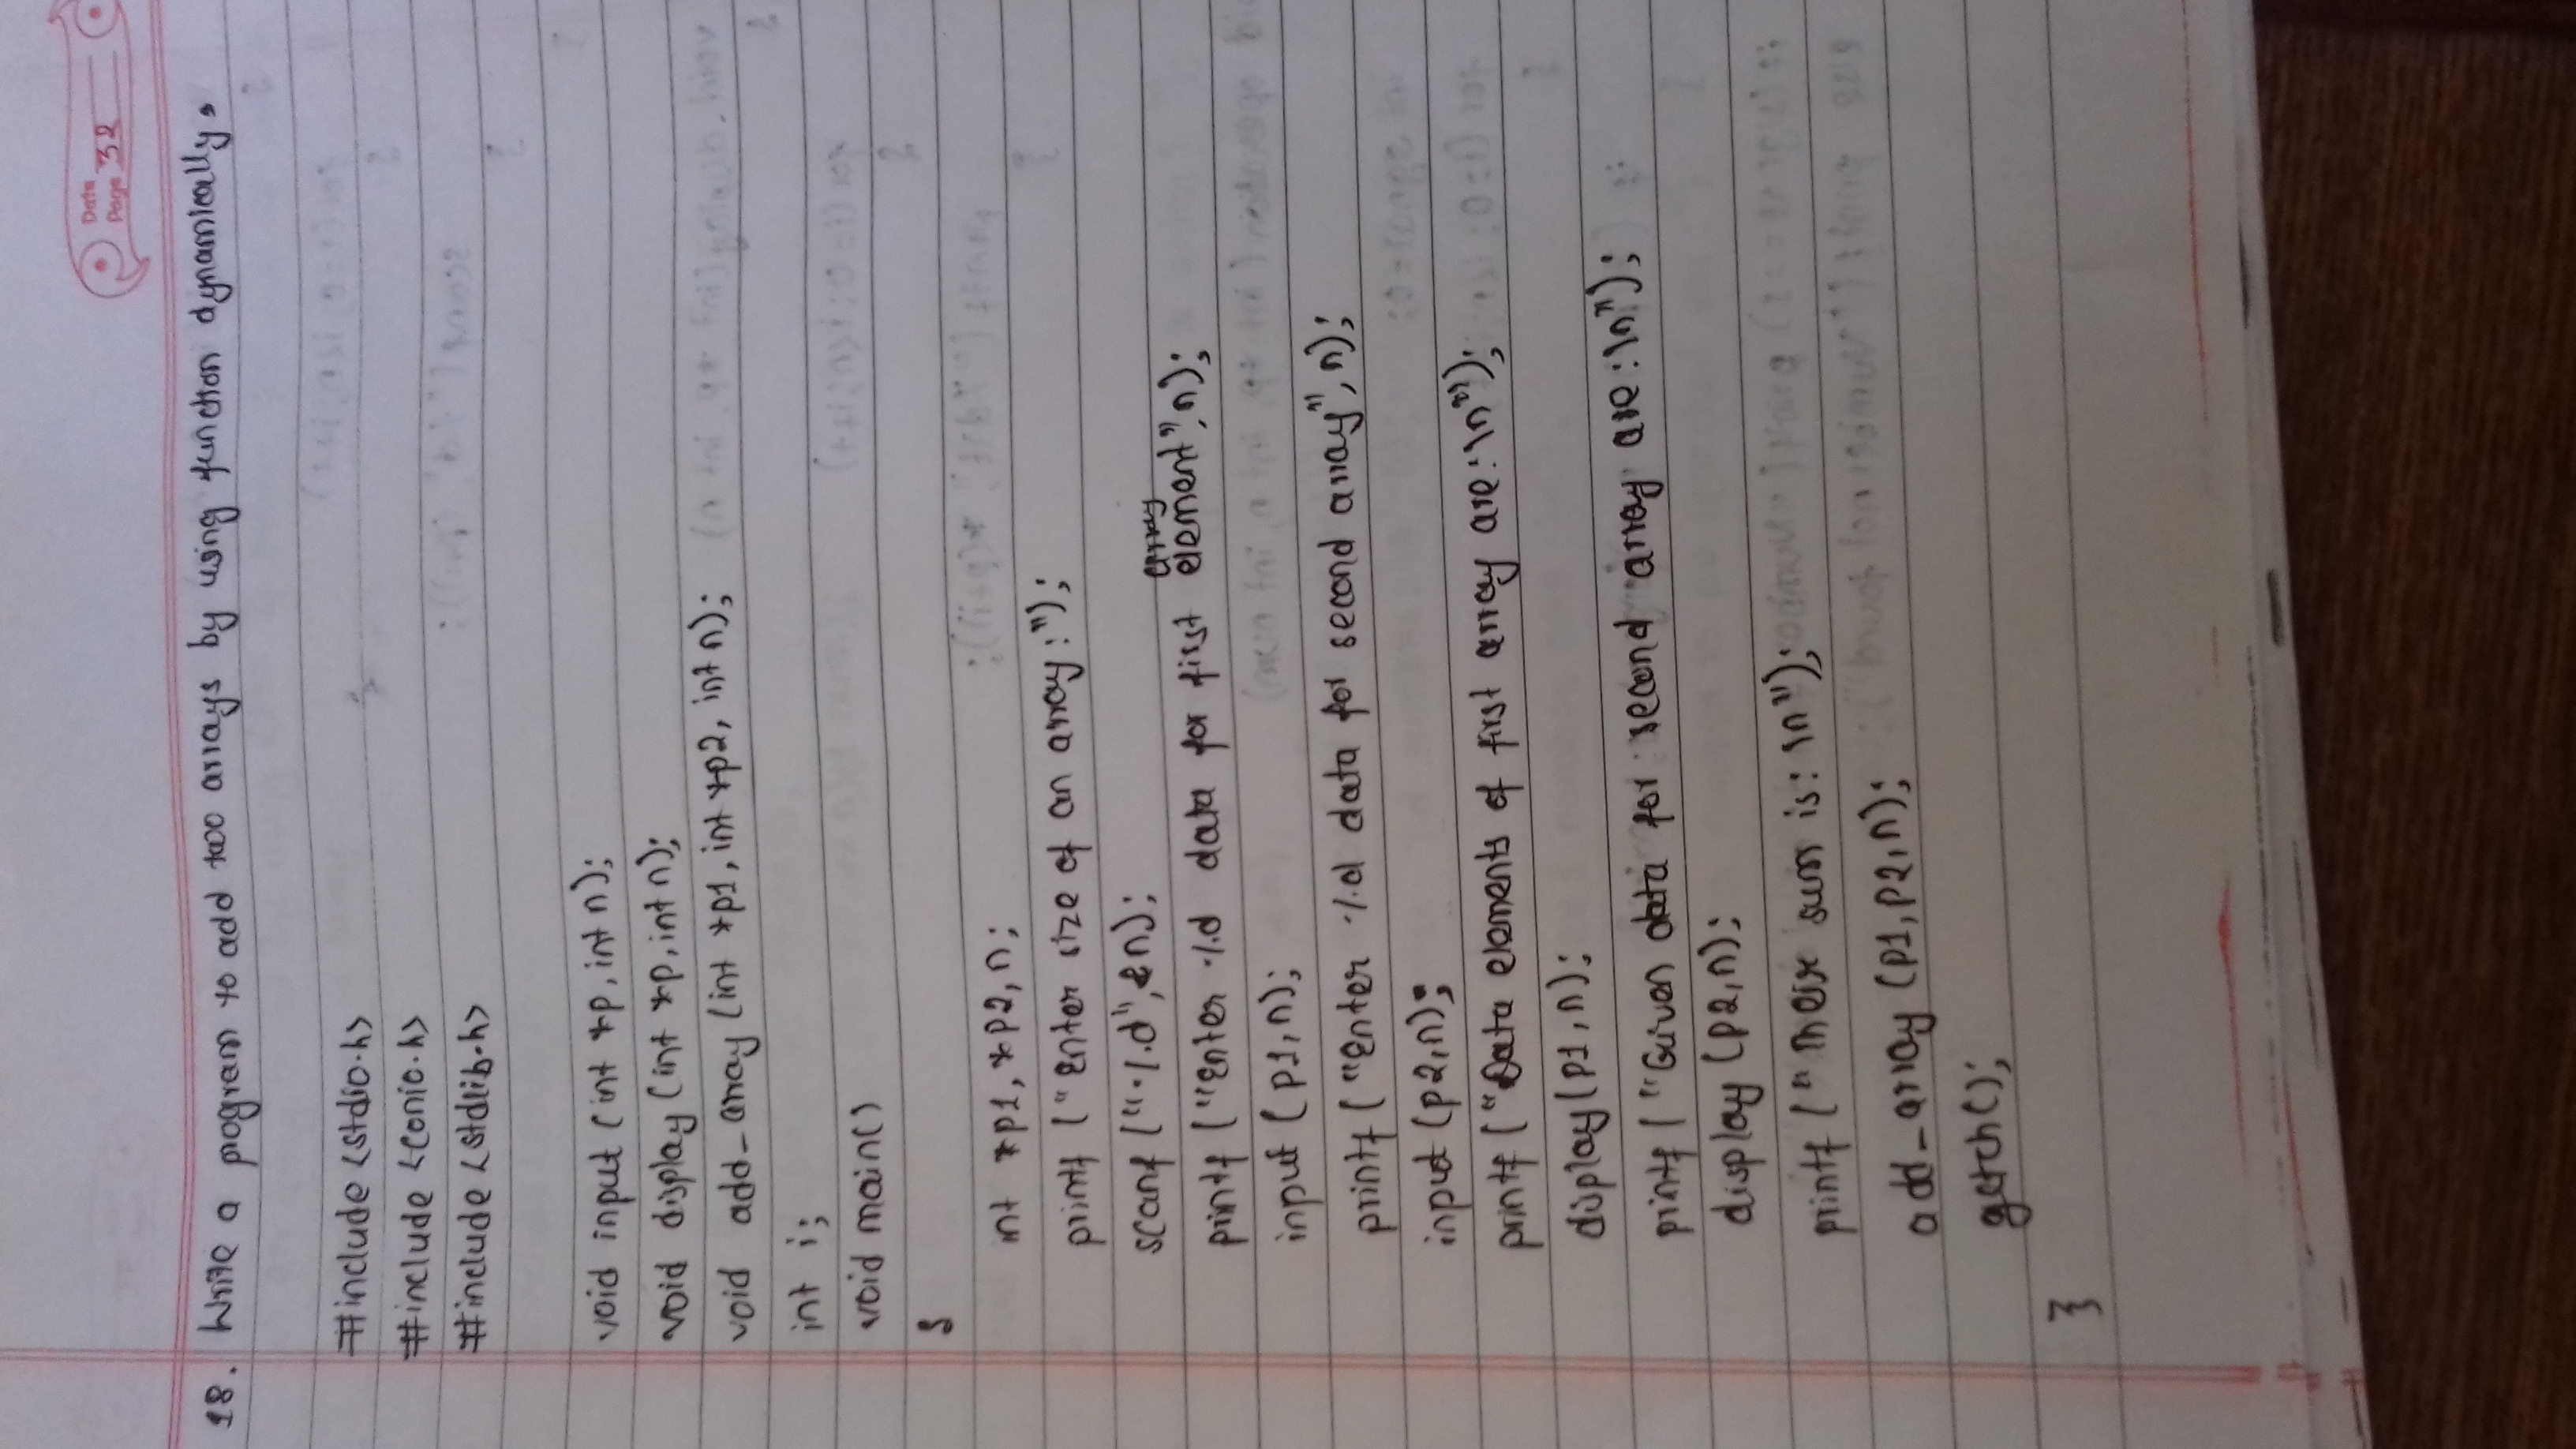 Date
Page 32
18. Write a program to add two arrays by using function dynamically.
#include <stdio.h>
#include <conio.h>
#include <stdlib.h>
void input (int *p, int n);
void display (int *p, int n);
void add_array (int *p1, int *p2, int n);
int i;
void main()
{
int *p1, *p2, n;
printf ("Enter size of an array:");
scanf ("%d", &n);
array
printf ("Enter %d data for first element", n);
input (p1, n);
printf ("Enter %d data for second array", n);
input (p2, n);
printf ("Data elements of first array are:\n");
display (p1, n);
printf ("Given data for second array are:\n");
display (p2, n);
printf ("Their sum is: \n");
add_array (p1, p2, n);
getch();
}